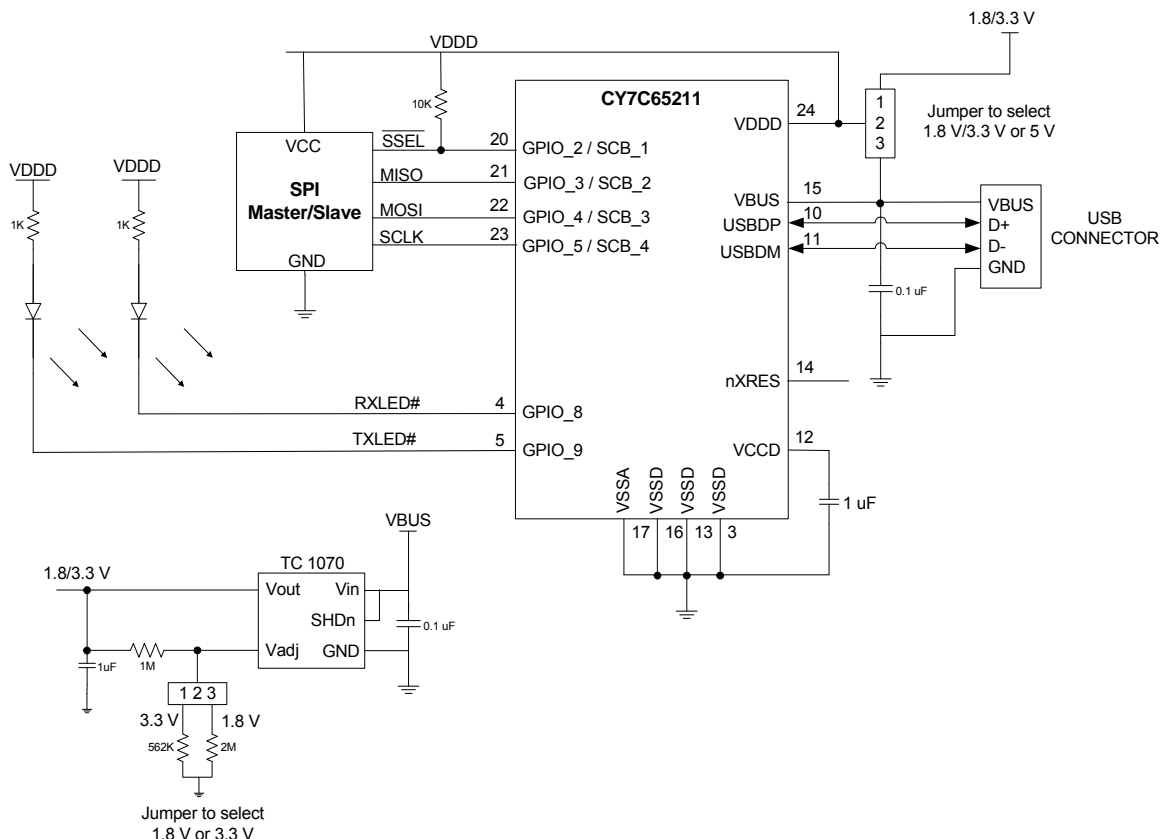 1.8/3.3 V
VDDD
CY7C65211
10K
VDDD
24
1
2
3
Jumper to select
1.8 V/3.3 V or 5 V
VCC
SSEL
20
GPIO_2 / SCB_1
SPI
Master/Slave
MISO
21
GPIO_3 / SCB_2
MOSI
22
GPIO_4 / SCB_3
SCLK
23
GPIO_5 / SCB_4
GND
VDDD
VDDD
1K
1K
VBUS
15
USBDP
10
USBDM
11
VBUS
D+
D-
GND
USB
CONNECTOR
0.1 uF
nXRES
14
RXLED#
4
GPIO_8
TXLED#
5
GPIO_9
VCCD
12
1 uF
VSSA
VSSD
VSSD
VSSD
17
16
13
3
VBUS
TC 1070
1.8/3.3 V
Vout
Vin
SHDn
Vadj
GND
0.1 uF
1uF
1M
1 2 3
3.3 V
1.8 V
562K
2M
Jumper to select
1.8 V or 3.3 V